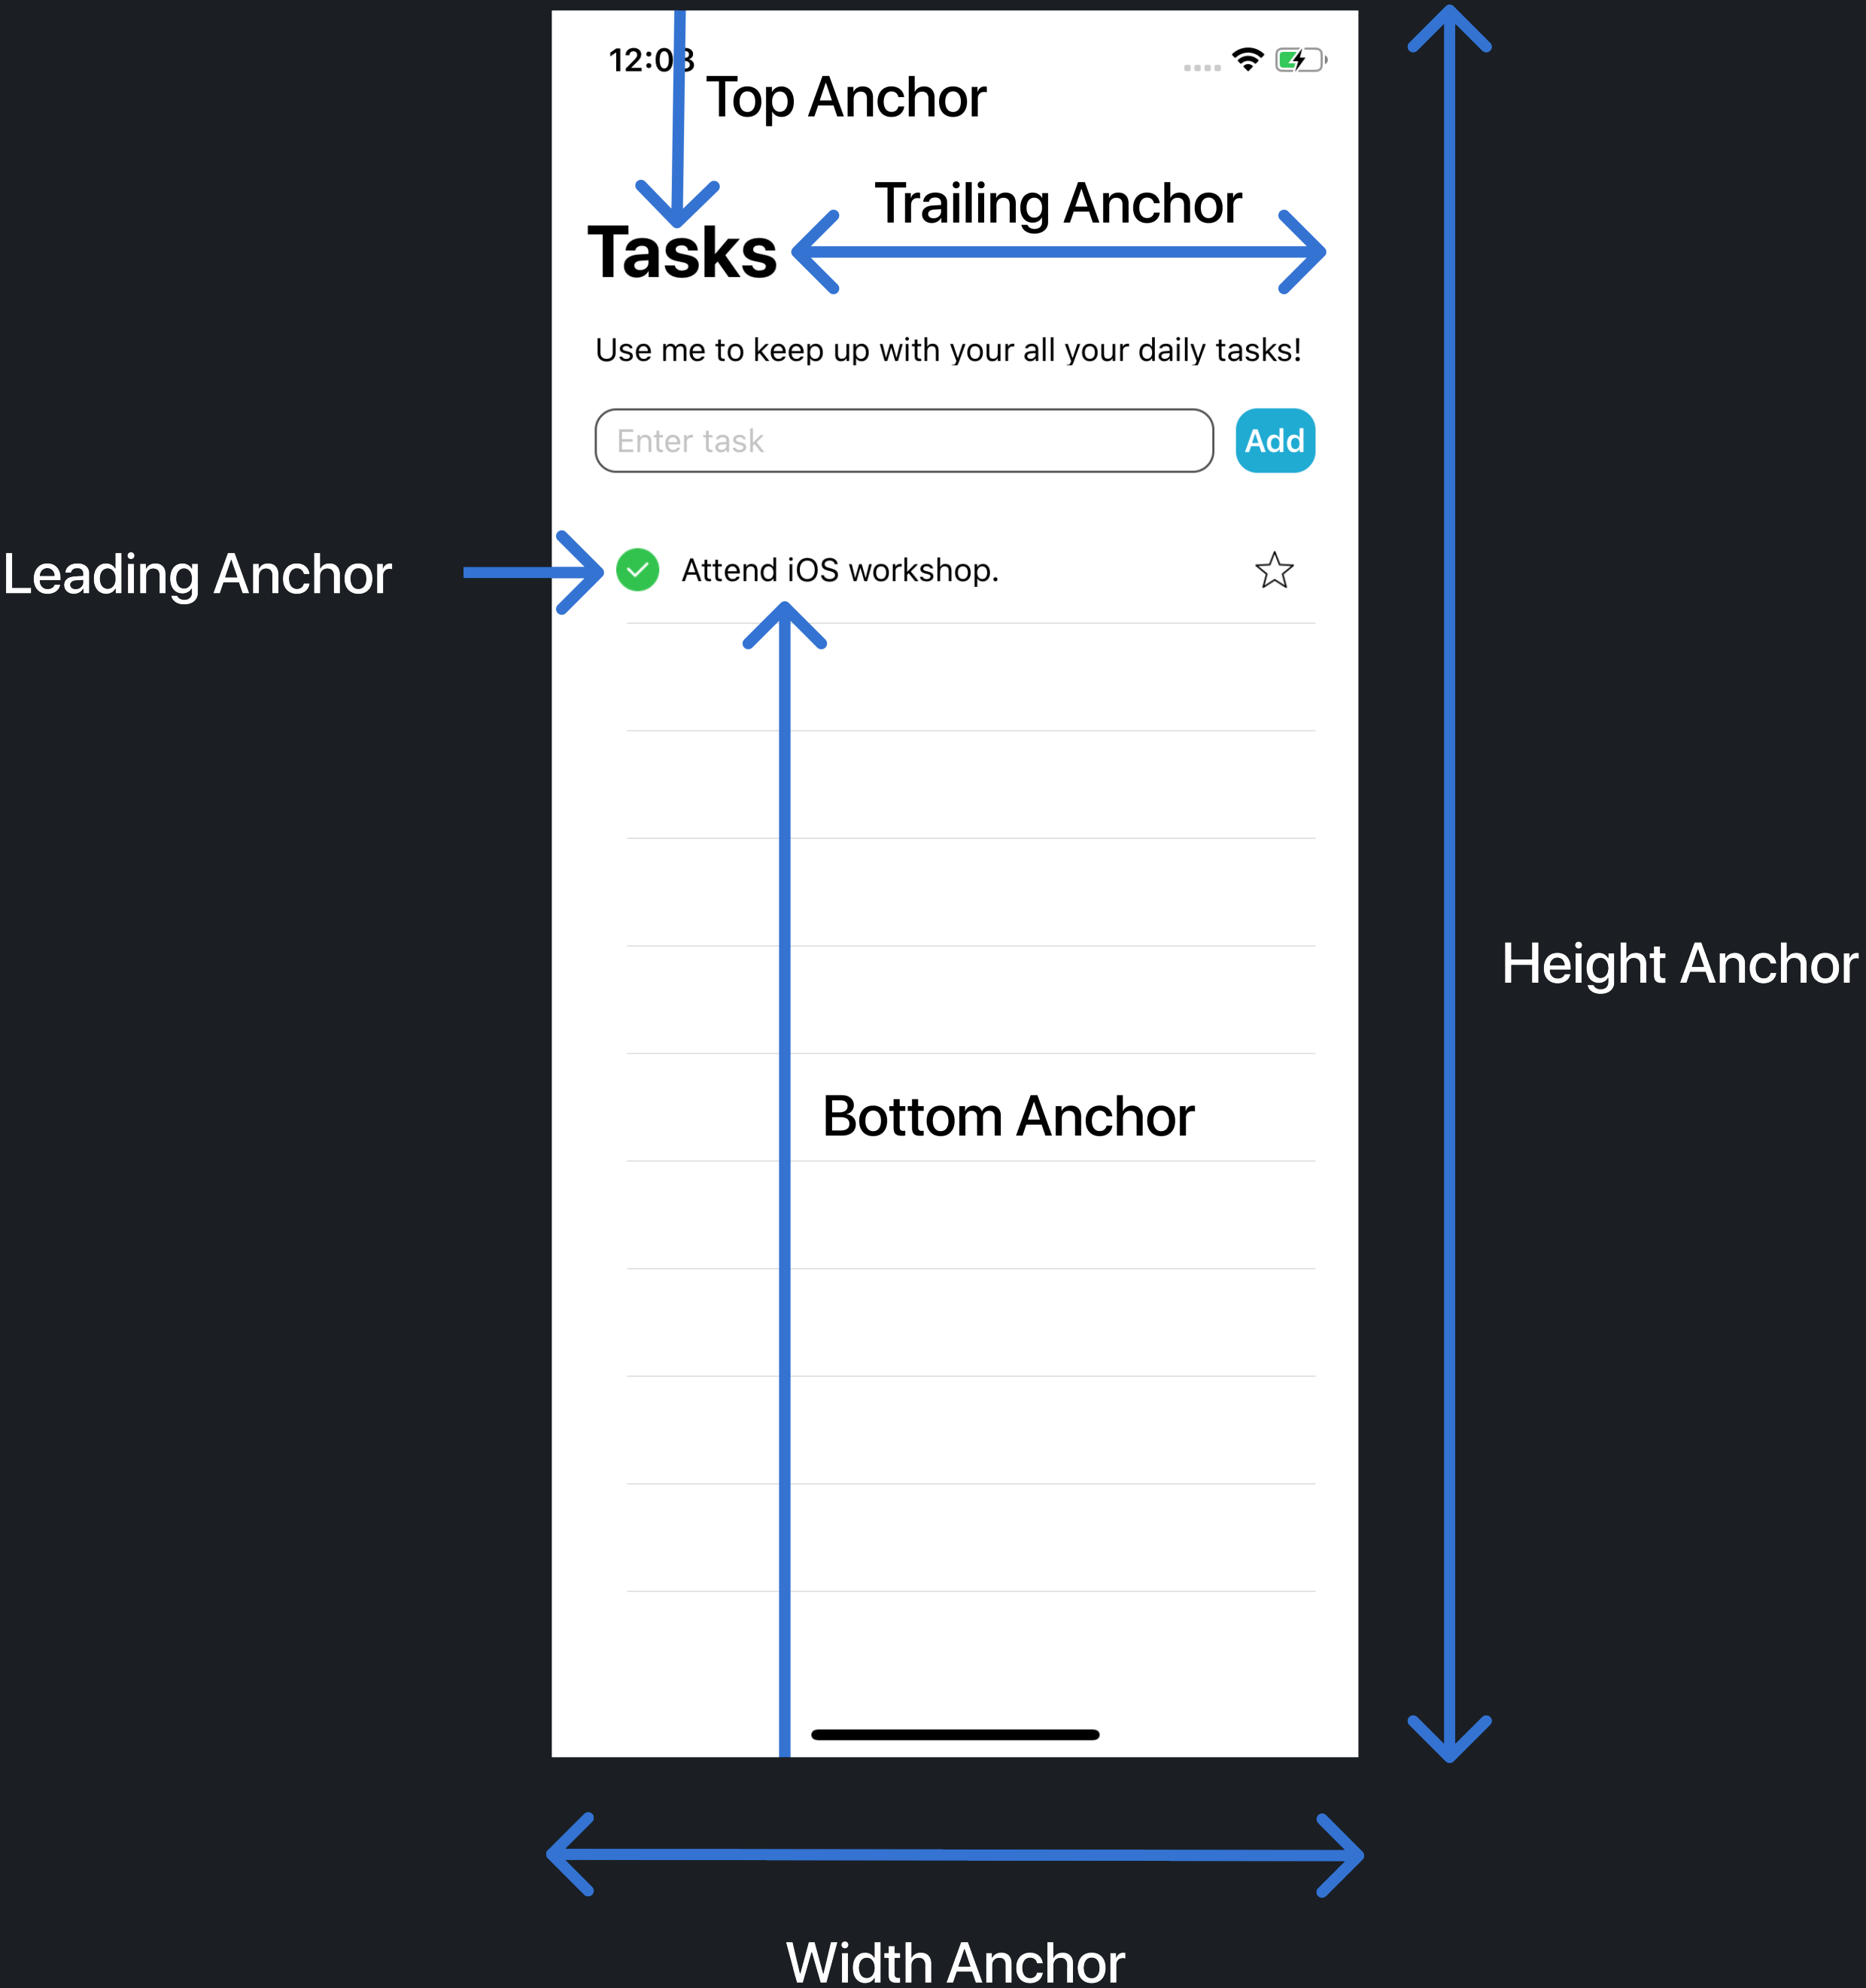 12:08
Top Anchor
Trailing Anchor
Tasks
Use me to keep up with your all your daily tasks!
Enter task
Add
Leading Anchor
Attend iOS workshop.
Height Anchor
Bottom Anchor
Width Anchor